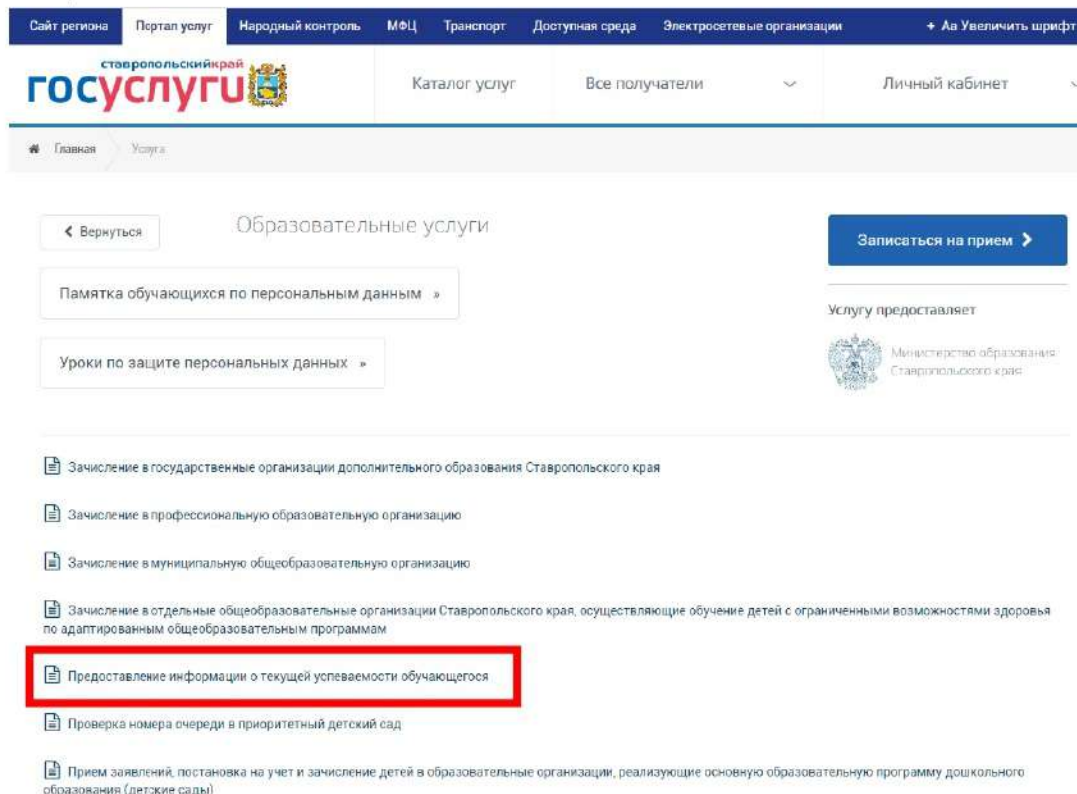 Сайт региона Портал услуг Народный контроль МФЦ Транспорт Доступная среда Электросетевые организации + Аа Увеличить шрифт
ставропольскийкрай
госуслуги
Каталог услуг Все получатели Личный кабинет
Главная Услуга
Вернуться
Образовательные услуги
Записаться на прием
Памятка обучающихся по персональным данным »
Услугу предоставляет
Уроки по защите персональных данных »
Министерство образования
Ставропольского края
Зачисление в государственные организации дополнительного образования Ставропольского края
Зачисление в профессиональную образовательную организацию
Зачисление в муниципальную общеобразовательную организацию
Зачисление в отдельные общеобразовательные организации Ставропольского края, осуществляющие обучение детей с ограниченными возможностями здоровья
по адаптированным общеобразовательным программам
Предоставление информации о текущей успеваемости обучающегося
Проверка номера очереди в приоритетный детский сад
Прием заявлений, постановка на учет и зачисление детей в образовательные организации, реализующие основную образовательную программу дошкольного
образования (детские сады)